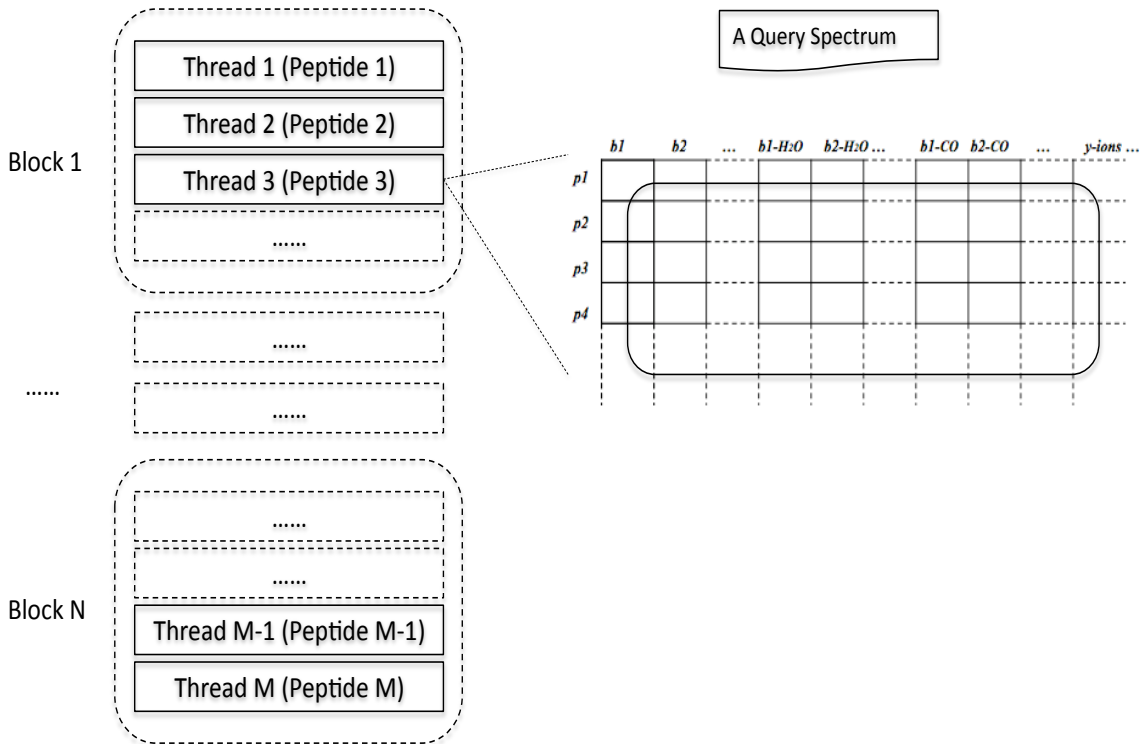 A Query Spectrum
Block 1
Thread 1 (Peptide 1)
Thread 2 (Peptide 2)
Thread 3 (Peptide 3)
......
......
......
......
Block N
......
......
Thread M-1 (Peptide M-1)
Thread M (Peptide M)
b1 b2 ... b1-H2O b2-H2O ... b1-CO b2-CO ... y-ions ...
p1
p2
p3
p4